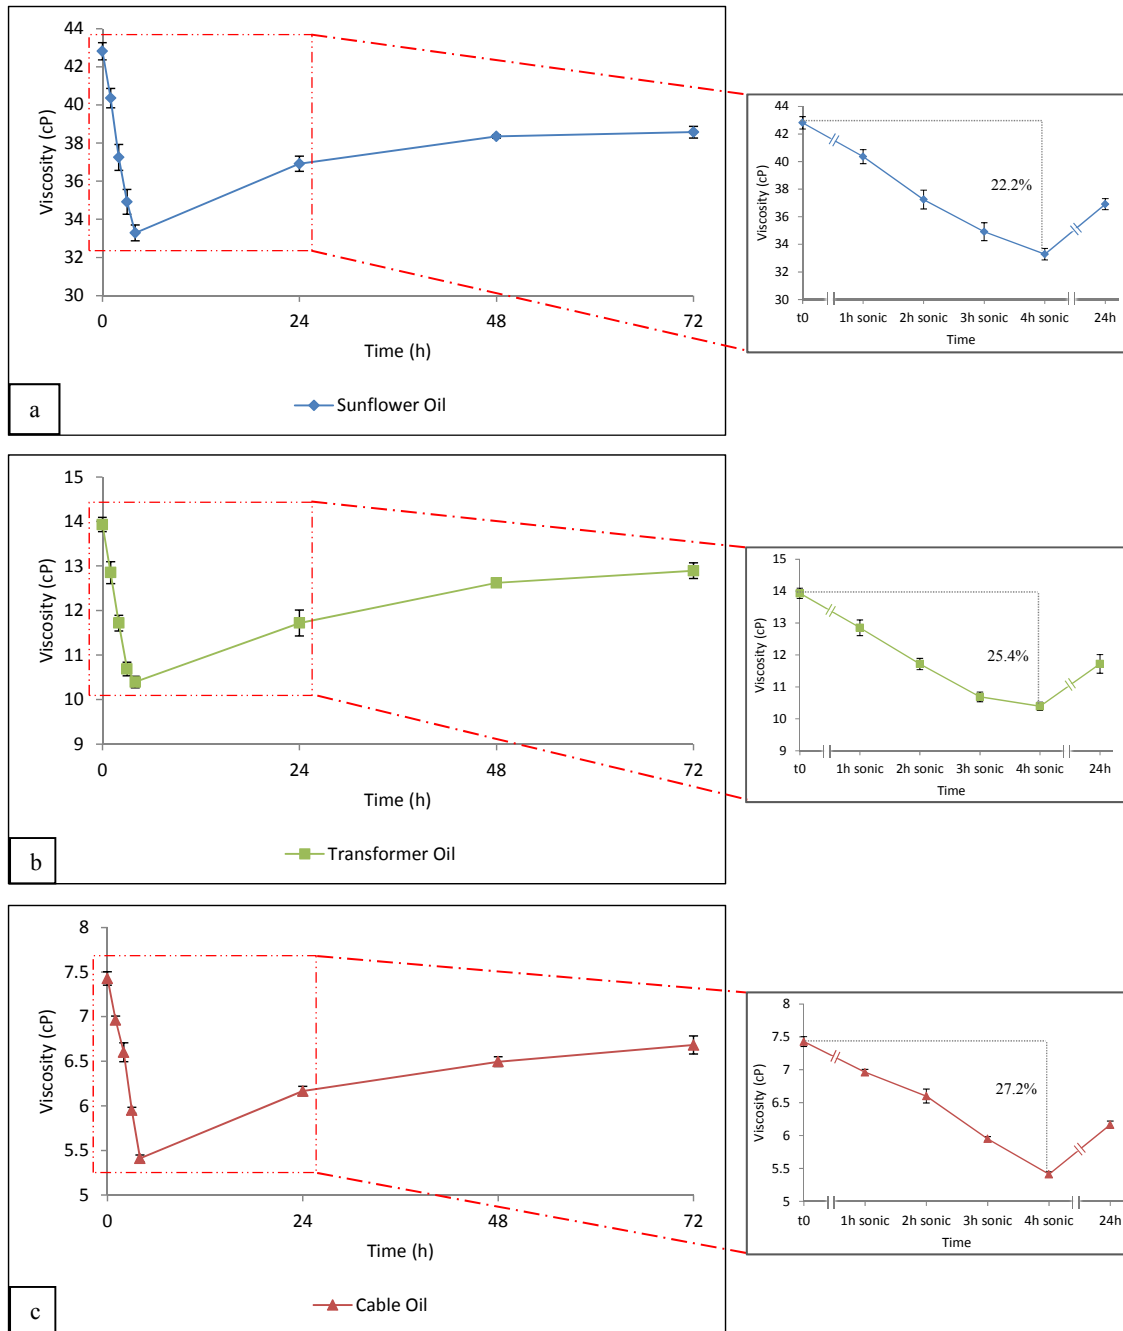 44
42
40
38
36
34
32
30
Viscosity (cP)
0 24 48 72
Time (h)
Sunflower Oil
a
44
42
40
38
36
34
32
30
Viscosity (cP)
22.2%
t0 1h sonic 2h sonic 3h sonic 4h sonic 24h
Time
15
14
13
12
11
10
9
Viscosity (cP)
0 24 48 72
Time (h)
Transformer Oil
b
15
14
13
12
11
10
9
Viscosity (cP)
25.4%
t0 1h sonic 2h sonic 3h sonic 4h sonic 24h
Time
8
7.5
7
6.5
6
5.5
5
Viscosity (cP)
0 24 48 72
Time (h)
Cable Oil
c
8
7.5
7
6.5
6
5.5
5
Viscosity (cP)
27.2%
t0 1h sonic 2h sonic 3h sonic 4h sonic 24h
Time